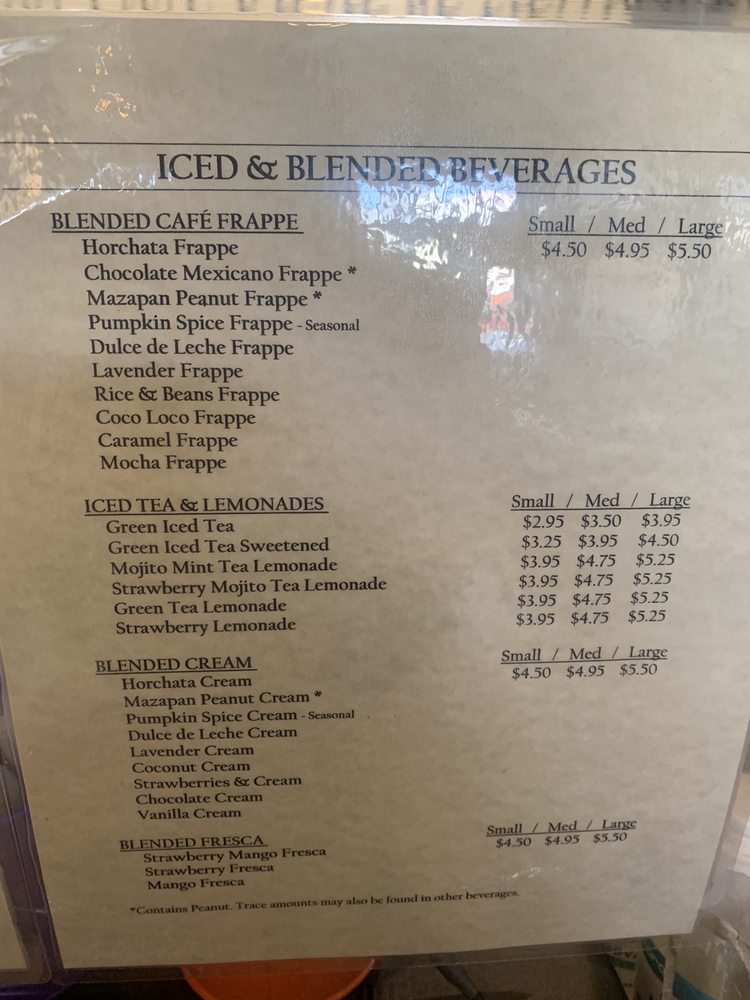 ICED & BLENDED BEVERAGES
BLENDED CAFÉ FRAPPE
Small / Med / Large
$4.50 $4.95 $5.50
Horchata Frappe
Chocolate Mexicano Frappe *
Mazapan Peanut Frappe *
Pumpkin Spice Frappe - Seasonal
Dulce de Leche Frappe
Lavender Frappe
Rice & Beans Frappe
Coco Loco Frappe
Caramel Frappe
Mocha Frappe
ICED TEA & LEMONADES Small / Med / Large
Green Iced Tea $2.95 $3.50 $3.95
Green Iced Tea Sweetened $3.25 $3.95 $4.50
Mojito Mint Tea Lemonade $3.95 $4.75 $5.25
Strawberry Mojito Tea Lemonade $3.95 $4.75 $5.25
Green Tea Lemonade $3.95 $4.75 $5.25
Strawberry Lemonade $3.95 $4.75 $5.25
BLENDED CREAM Small / Med / Large
$4.50 $4.95 $5.50
Horchata Cream
Mazapan Peanut Cream *
Pumpkin Spice Cream - Seasonal
Dulce de Leche Cream
Lavender Cream
Coconut Cream
Strawberries & Cream
Chocolate Cream
Vanilla Cream
BLENDED FRESCA Small / Med / Large
$4.50 $4.95 $5.50
Strawberry Mango Fresca
Strawberry Fresca
Mango Fresca
*Contains Peanut. Trace amounts may also be found in other beverages.